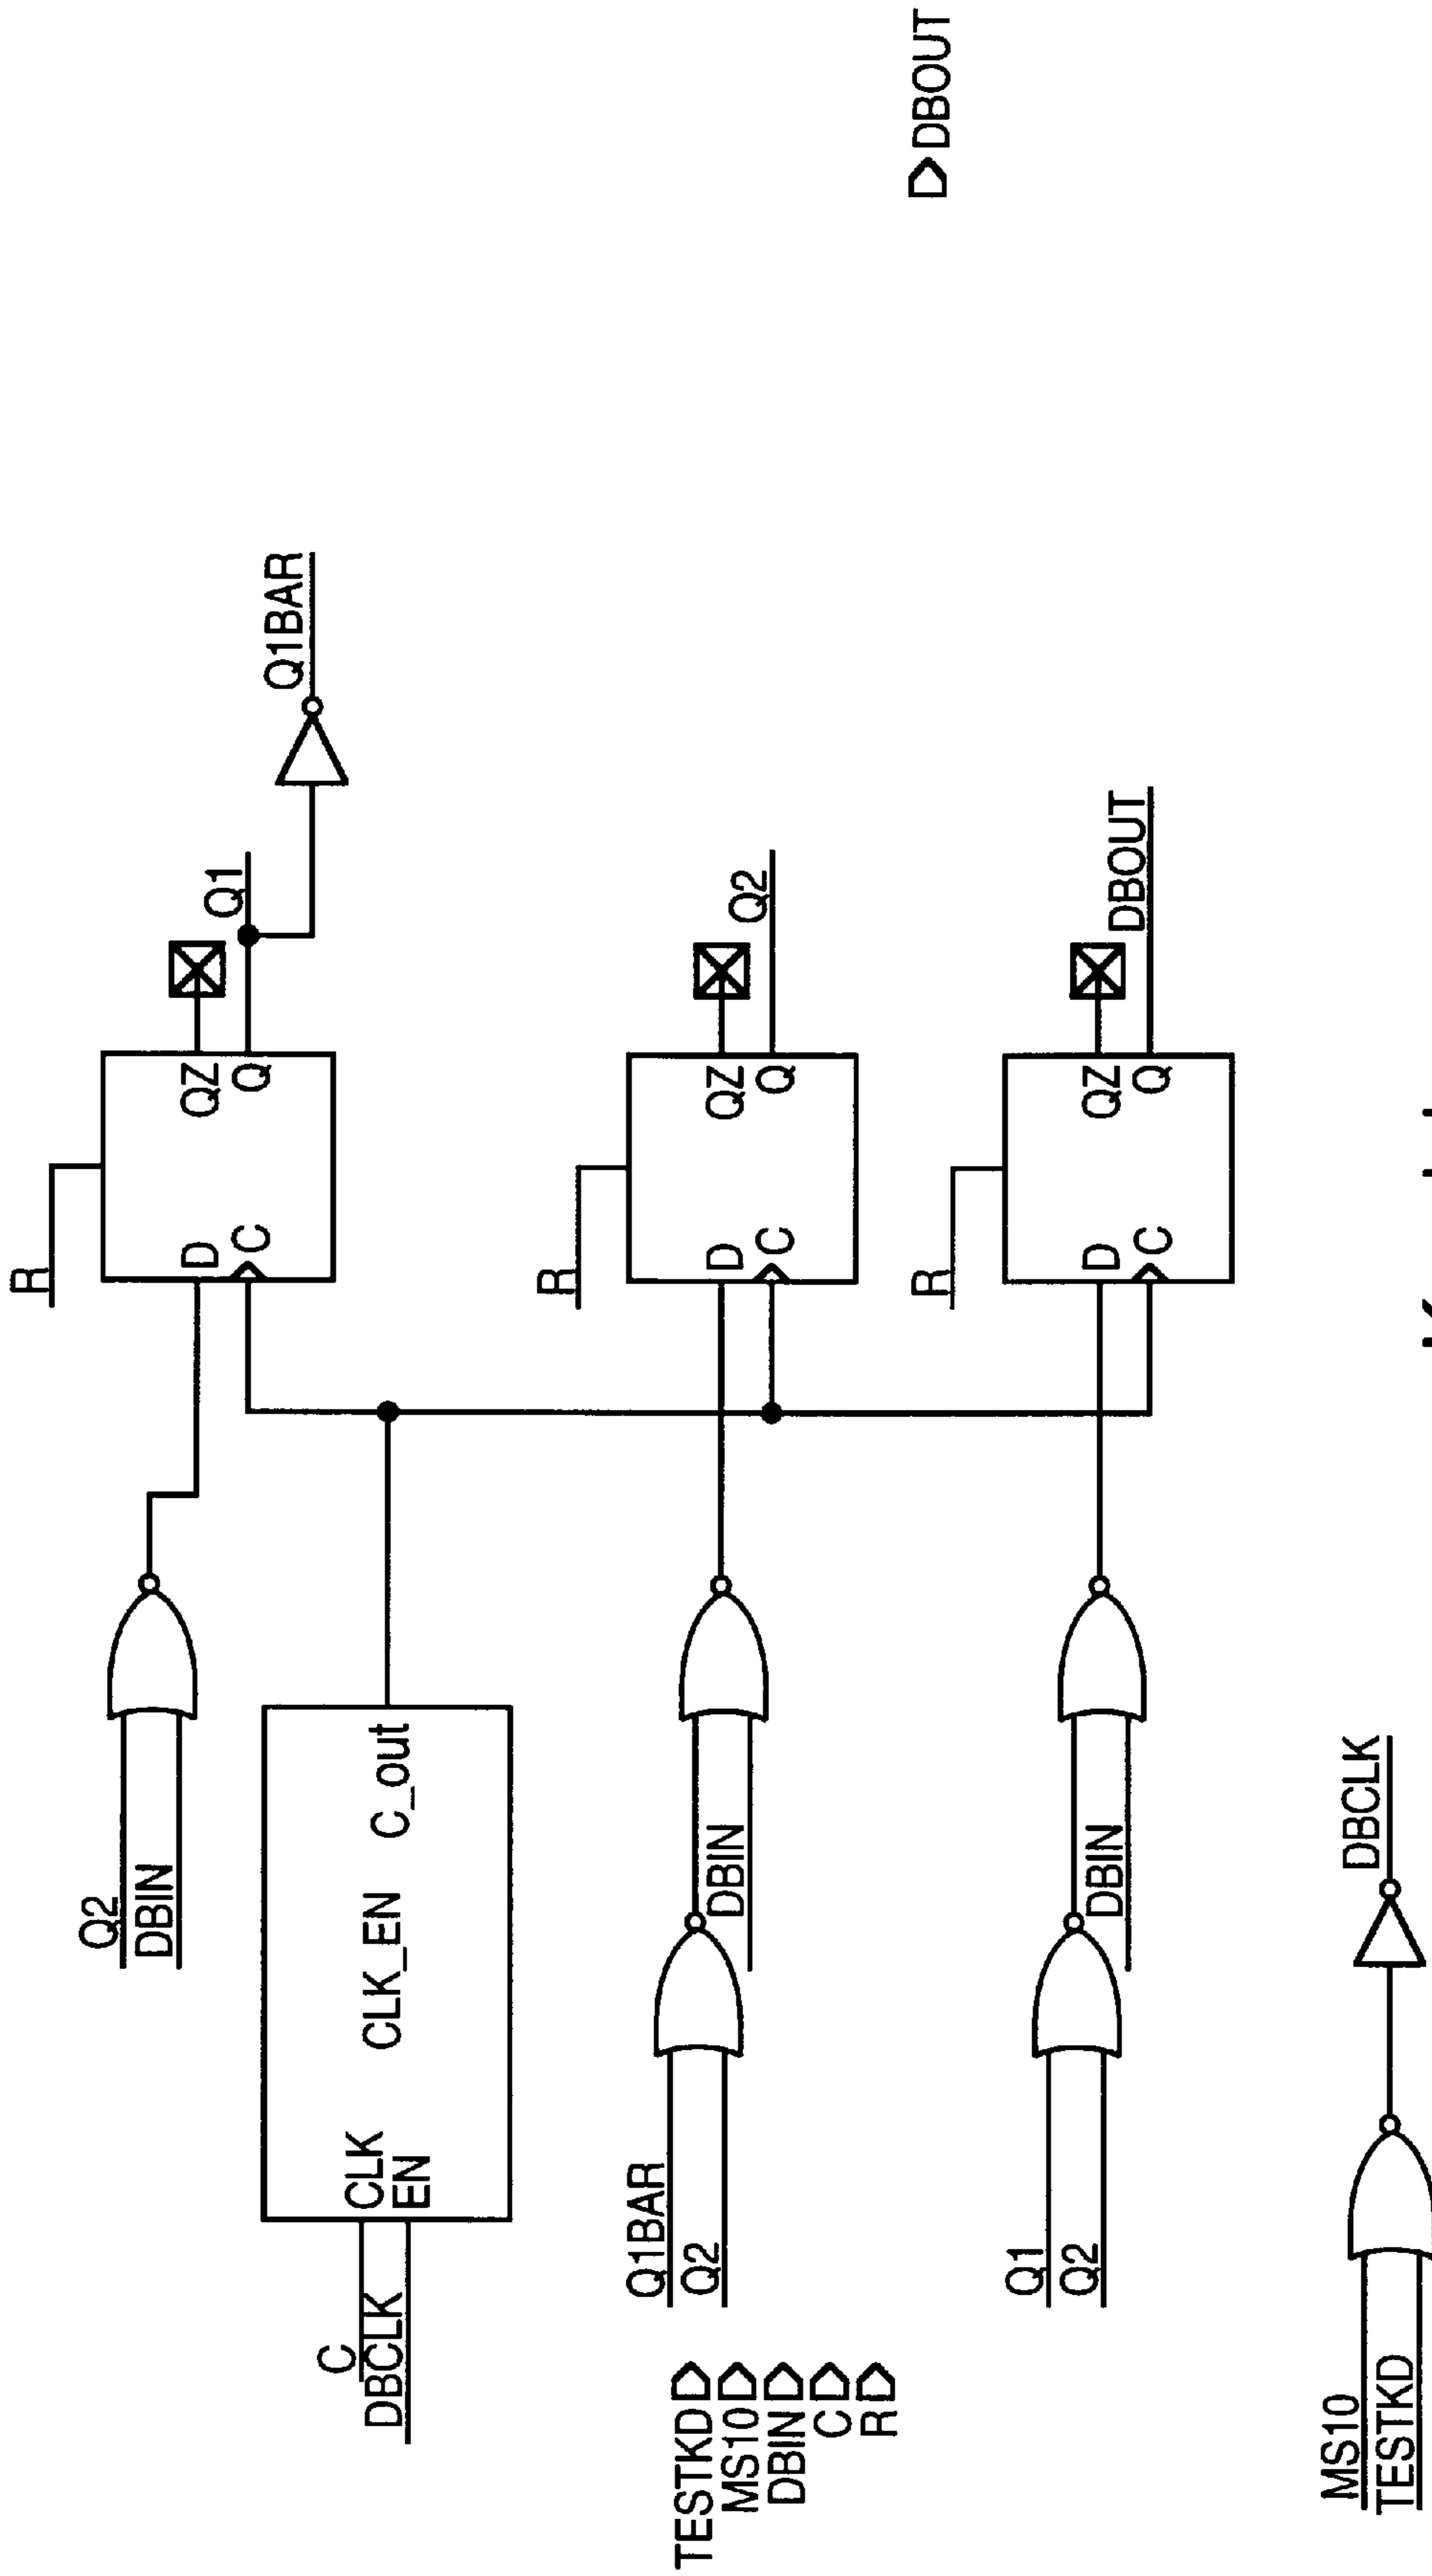 R
Q2
DBIN
D
C
QZ
Q
Q1
Q1BAR
C
DBCLK
CLK
EN
CLK_EN
C_out
R
Q1BAR
Q2
DBIN
D
C
QZ
Q
Q2
R
Q1
Q2
DBIN
D
C
QZ
Q
DBOUT
DBOUT
TESTKD
MS10
DBIN
C
R
MS10
TESTKD
DBCLK